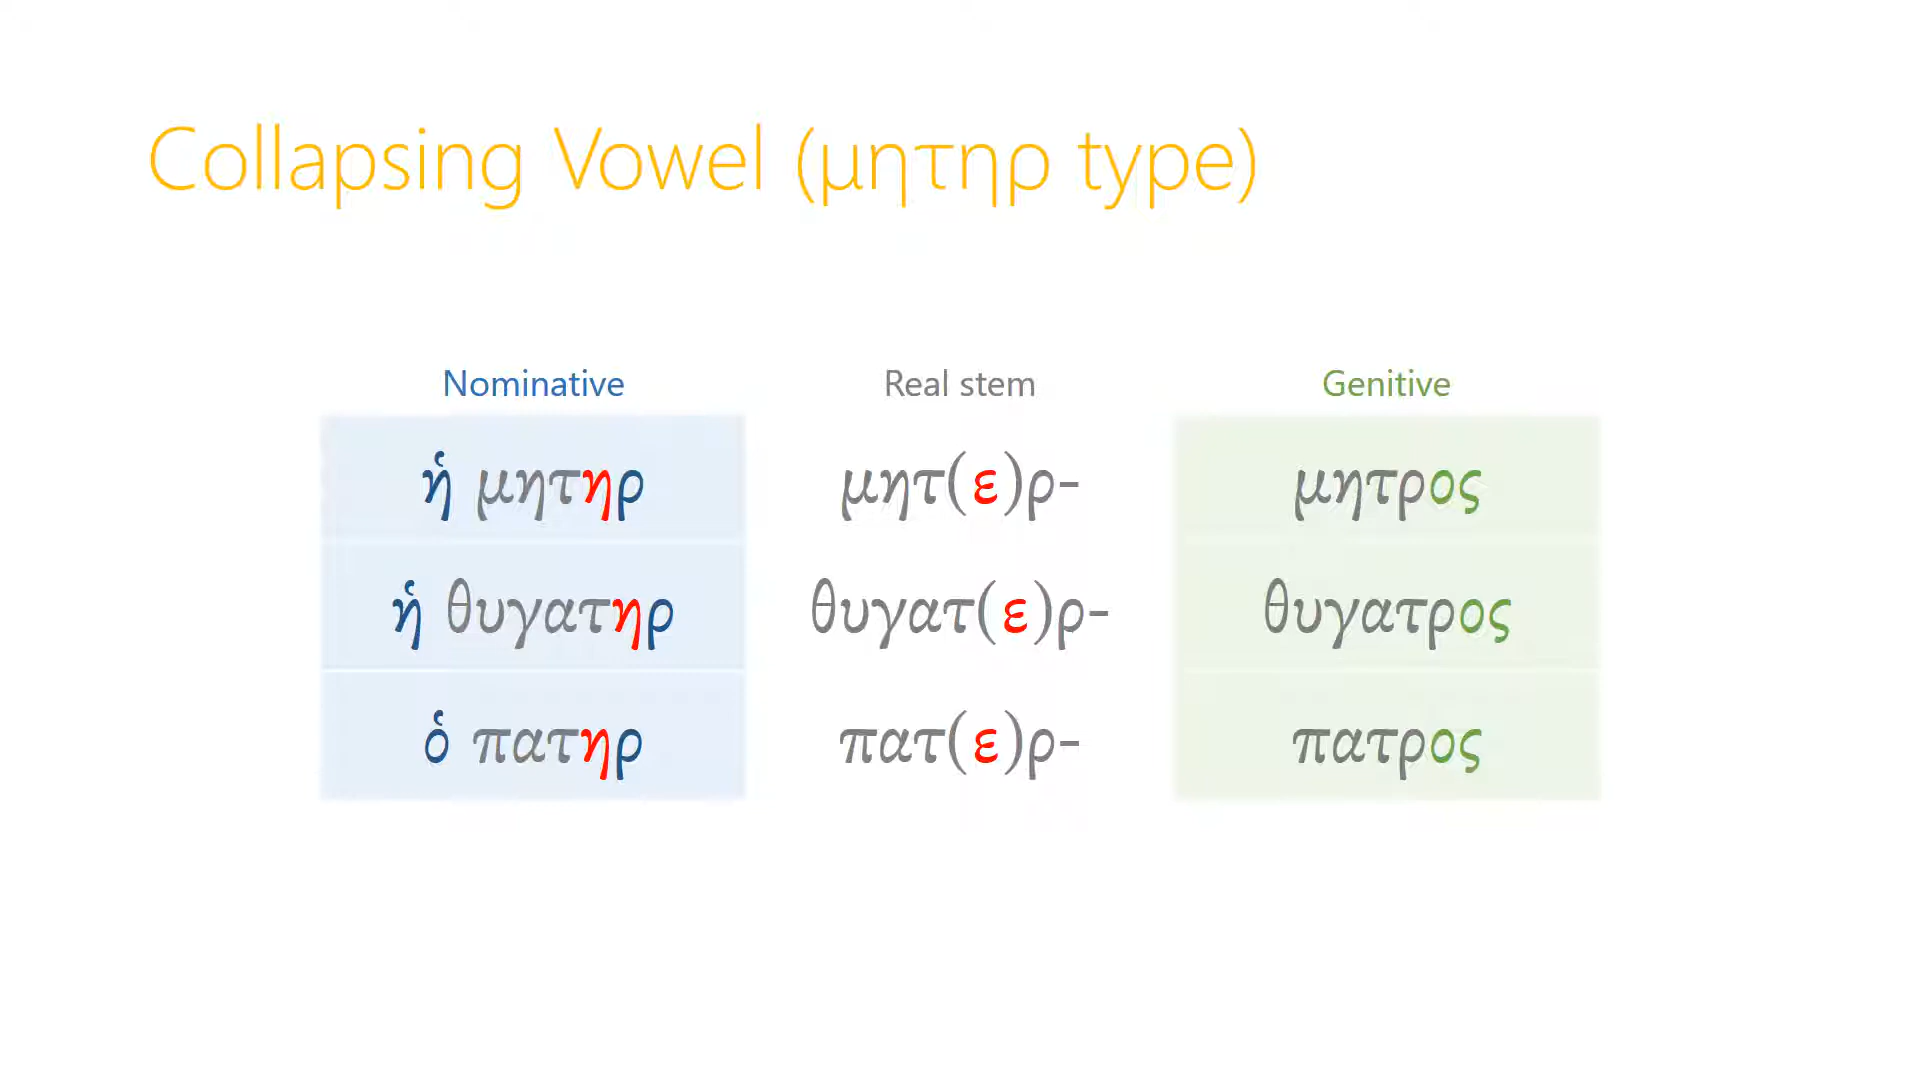 Collapsing Vowel (μητηρ type)
Nominative Real stem Genitive
ἡ μητηρ μητ(ε)ρ- μητρος
ἡ θυγατηρ θυγατ(ε)ρ- θυγατρος
ὁ πατηρ πατ(ε)ρ- πατρος